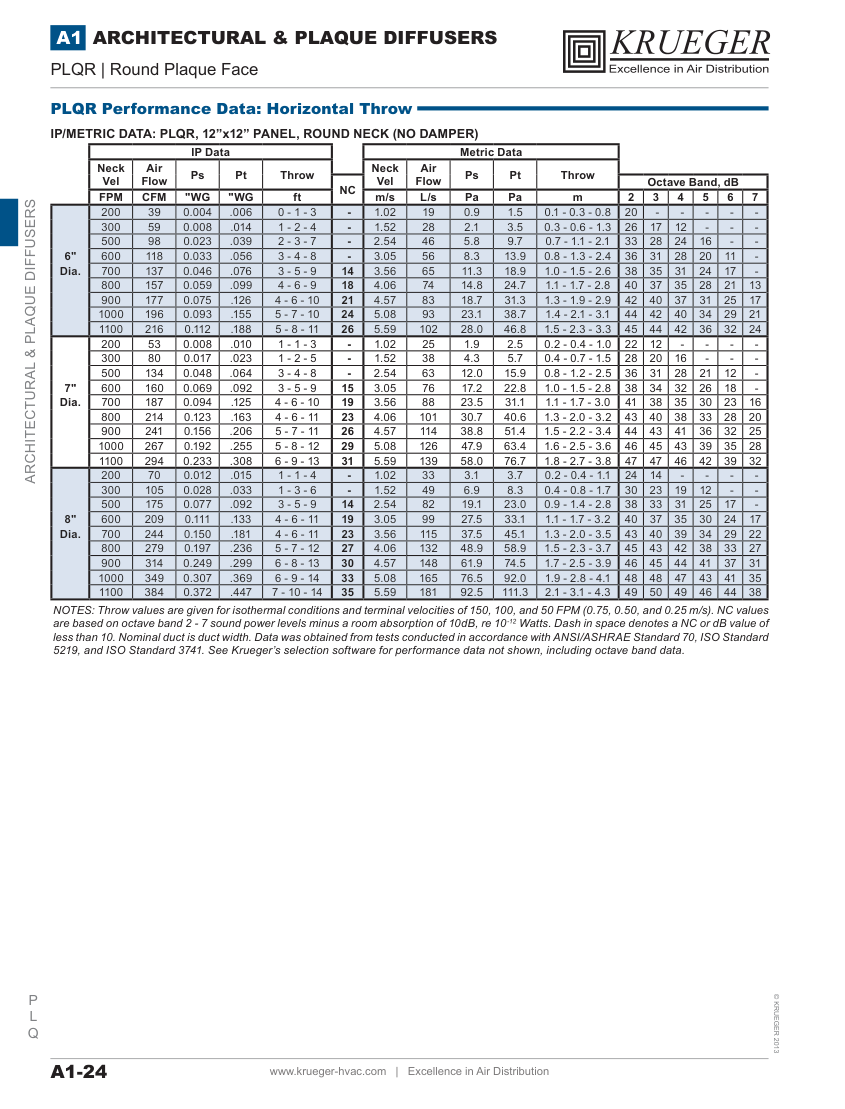 A1 ARCHITECTURAL & PLAQUE DIFFUSERS
PLQR | Round Plaque Face
KRUEGER
Excellence in Air Distribution
PLQR Performance Data: Horizontal Throw
IP/METRIC DATA: PLQR, 12”x12” PANEL, ROUND NECK (NO DAMPER)
IP Data Metric Data
Neck Vel Air Flow Ps Pt Throw NC Neck Vel Air Flow Ps Pt Throw Octave Band, dB
FPM CFM "WG "WG ft m/s L/s Pa Pa m 2 3 4 5 6 7
6" Dia.
200 39 0.004 .006 0 - 1 - 3 - 1.02 19 0.9 1.5 0.1 - 0.3 - 0.8 20 - - - - -
300 59 0.008 .014 1 - 2 - 4 - 1.52 28 2.1 3.5 0.3 - 0.6 - 1.3 26 17 12 - - -
500 98 0.023 .039 2 - 3 - 7 - 2.54 46 5.8 9.7 0.7 - 1.1 - 2.1 33 28 24 16 - -
600 118 0.033 .056 3 - 4 - 8 - 3.05 56 8.3 13.9 0.8 - 1.3 - 2.4 36 31 28 20 11 -
700 137 0.046 .076 3 - 5 - 9 14 3.56 65 11.3 18.9 1.0 - 1.5 - 2.6 38 35 31 24 17 -
800 157 0.059 .099 4 - 6 - 9 18 4.06 74 14.8 24.7 1.1 - 1.7 - 2.8 40 37 35 28 21 13
900 177 0.075 .126 4 - 6 - 10 21 4.57 83 18.7 31.3 1.3 - 1.9 - 2.9 42 40 37 31 25 17
1000 196 0.093 .155 5 - 7 - 10 24 5.08 93 23.1 38.7 1.4 - 2.1 - 3.1 44 42 40 34 29 21
1100 216 0.112 .188 5 - 8 - 11 26 5.59 102 28.0 46.8 1.5 - 2.3 - 3.3 45 44 42 36 32 24
7" Dia.
200 53 0.008 .010 1 - 1 - 3 - 1.02 25 1.9 2.5 0.2 - 0.4 - 1.0 22 12 - - - -
300 80 0.017 .023 1 - 2 - 5 - 1.52 38 4.3 5.7 0.4 - 0.7 - 1.5 28 20 16 - - -
500 134 0.048 .064 3 - 4 - 8 - 2.54 63 12.0 15.9 0.8 - 1.2 - 2.5 36 31 28 21 12 -
600 160 0.069 .092 3 - 5 - 9 15 3.05 76 17.2 22.8 1.0 - 1.5 - 2.8 38 34 32 26 18 -
700 187 0.094 .125 4 - 6 - 10 19 3.56 88 23.5 31.1 1.1 - 1.7 - 3.0 41 38 35 30 23 16
800 214 0.123 .163 4 - 6 - 11 23 4.06 101 30.7 40.6 1.3 - 2.0 - 3.2 43 40 38 33 28 20
900 241 0.156 .206 5 - 7 - 11 26 4.57 114 38.8 51.4 1.5 - 2.2 - 3.4 44 43 41 36 32 25
1000 267 0.192 .255 5 - 8 - 12 29 5.08 126 47.9 63.4 1.6 - 2.5 - 3.6 46 45 43 39 35 28
1100 294 0.233 .308 6 - 9 - 13 31 5.59 139 58.0 76.7 1.8 - 2.7 - 3.8 47 47 46 42 39 32
8" Dia.
200 70 0.012 .015 1 - 1 - 4 - 1.02 33 3.1 3.7 0.2 - 0.4 - 1.1 24 14 - - - -
300 105 0.028 .033 1 - 3 - 6 - 1.52 49 6.9 8.3 0.4 - 0.8 - 1.7 30 23 19 12 - -
500 175 0.077 .092 3 - 5 - 9 14 2.54 82 19.1 23.0 0.9 - 1.4 - 2.8 38 33 31 25 17 -
600 209 0.111 .133 4 - 6 - 11 19 3.05 99 27.5 33.1 1.1 - 1.7 - 3.2 40 37 35 30 24 17
700 244 0.150 .181 4 - 6 - 11 23 3.56 115 37.5 45.1 1.3 - 2.0 - 3.5 43 40 39 34 29 22
800 279 0.197 .236 5 - 7 - 12 27 4.06 132 48.9 58.9 1.5 - 2.3 - 3.7 45 43 42 38 33 27
900 314 0.249 .299 6 - 8 - 13 30 4.57 148 61.9 74.5 1.7 - 2.5 - 3.9 46 45 44 41 37 31
1000 349 0.307 .369 6 - 9 - 14 33 5.08 165 76.5 92.0 1.9 - 2.8 - 4.1 48 48 47 43 41 35
1100 384 0.372 .447 7 - 10 - 14 35 5.59 181 92.5 111.3 2.1 - 3.1 - 4.3 49 50 49 46 44 38
NOTES: Throw values are given for isothermal conditions and terminal velocities of 150, 100, and 50 FPM (0.75, 0.50, and 0.25 m/s). NC values
are based on octave band 2 - 7 sound power levels minus a room absorption of 10dB, re 10⁻¹² Watts. Dash in space denotes a NC or dB value of
less than 10. Nominal duct is duct width. Data was obtained from tests conducted in accordance with ANSI/ASHRAE Standard 70, ISO Standard
5219, and ISO Standard 3741. See Krueger’s selection software for performance data not shown, including octave band data.
ARCHITECTURAL & PLAQUE DIFFUSERS
P
L
Q
© KRUEGER 2013
A1-24
www.krueger-hvac.com | Excellence in Air Distribution